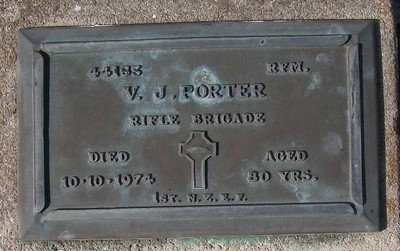 44183 RFM.
V. J. PORTER
RIFLE BRIGADE
DIED AGED
10-10-1974 80 YRS.
1ST. N.Z.E.F.